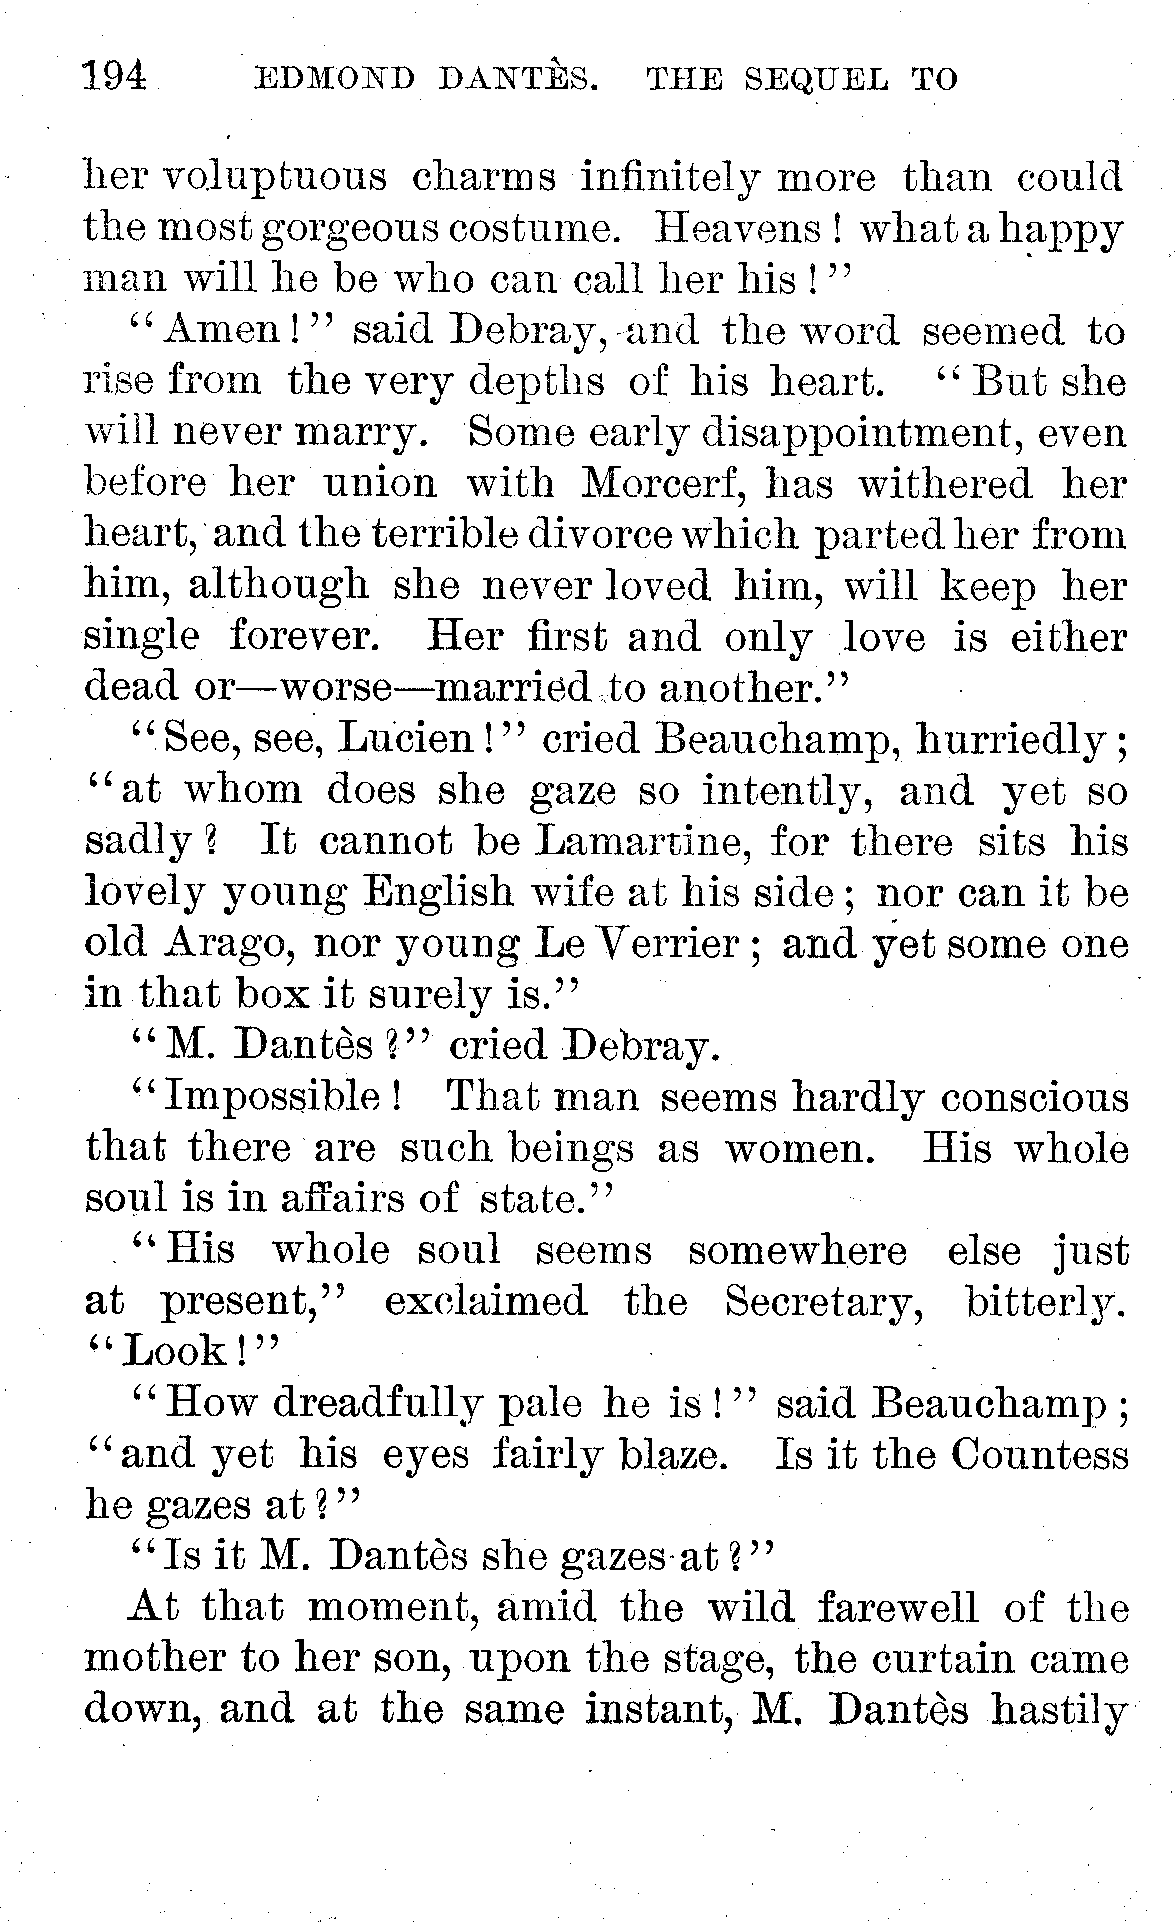 194 EDMOND DANTÈS. THE SEQUEL TO
her voluptuous charms infinitely more than could
the most gorgeous costume. Heavens! what a happy
man will he be who can call her his!"
"Amen!" said Debray, and the word seemed to
rise from the very depths of his heart. "But she
will never marry. Some early disappointment, even
before her union with Morcerf, has withered her
heart, and the terrible divorce which parted her from
him, although she never loved him, will keep her
single forever. Her first and only love is either
dead or—worse—married to another."
"See, see, Lucien!" cried Beauchamp, hurriedly;
"at whom does she gaze so intently, and yet so
sadly? It cannot be Lamartine, for there sits his
lovely young English wife at his side; nor can it be
old Arago, nor young Le Verrier; and yet some one
in that box it surely is."
"M. Dantès?" cried Debray.
"Impossible! That man seems hardly conscious
that there are such beings as women. His whole
soul is in affairs of state."
"His whole soul seems somewhere else just
at present," exclaimed the Secretary, bitterly.
"Look!"
"How dreadfully pale he is!" said Beauchamp;
"and yet his eyes fairly blaze. Is it the Countess
he gazes at?"
"Is it M. Dantès she gazes at?"
At that moment, amid the wild farewell of the
mother to her son, upon the stage, the curtain came
down, and at the same instant, M. Dantès hastily